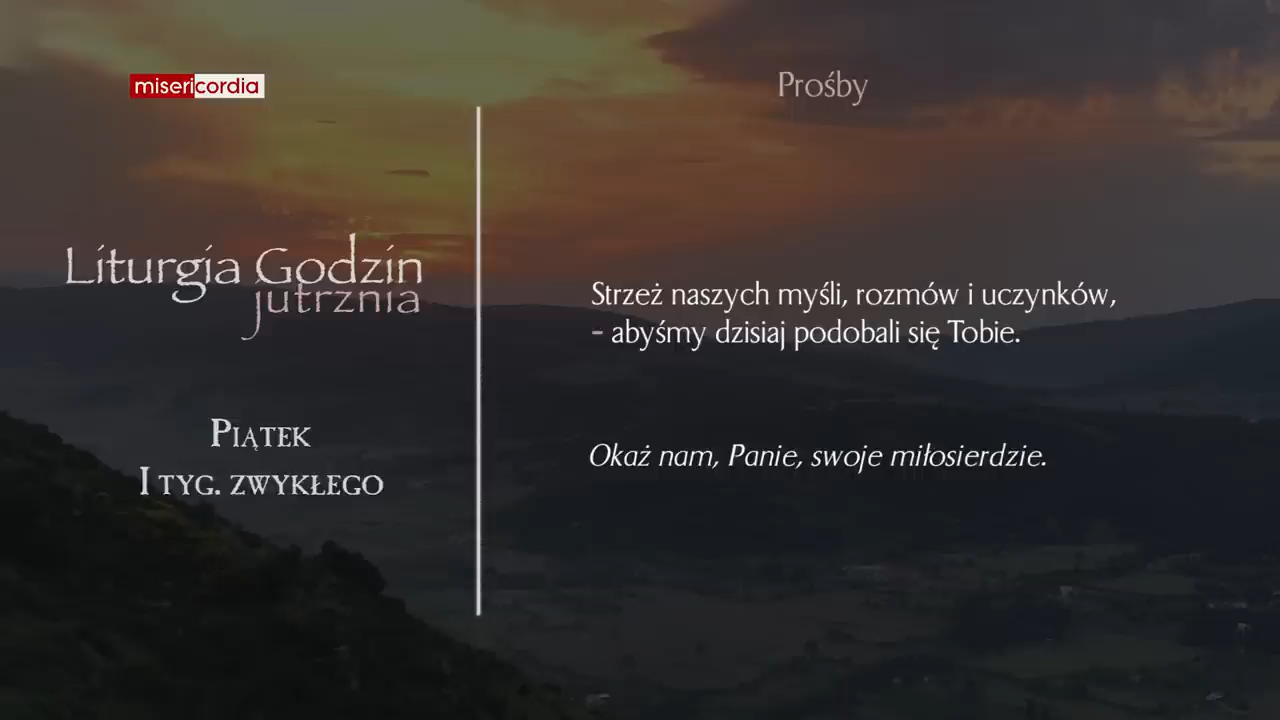 misericordia
Prośby
Liturgia Godzin
jutrznia
Piątek
I tyg. zwykłego
Strzeż naszych myśli, rozmów i uczynków,
- abyśmy dzisiaj podobali się Tobie.
Okaż nam, Panie, swoje miłosierdzie.